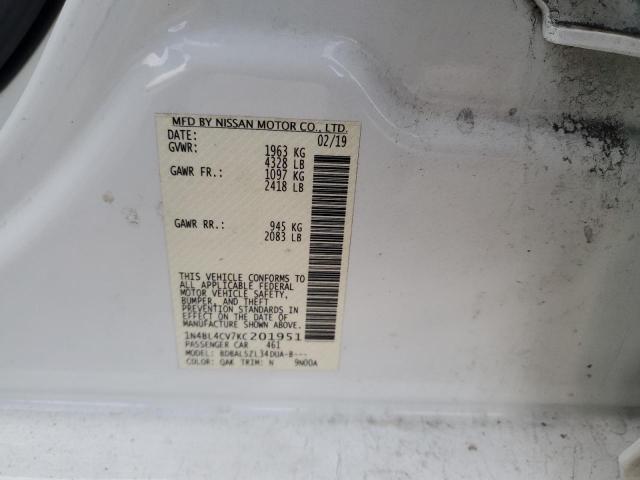 MFD BY NISSAN MOTOR CO., LTD.
DATE: 02/19
GVWR: 1963 KG
4328 LB
GAWR FR.: 1097 KG
2418 LB
GAWR RR.: 945 KG
2083 LB
THIS VEHICLE CONFORMS TO
ALL APPLICABLE FEDERAL
MOTOR VEHICLE SAFETY,
BUMPER, AND THEFT
PREVENTION STANDARDS IN
EFFECT ON THE DATE OF
MANUFACTURE SHOWN ABOVE.
1N4BL4CV7KC201951
PASSENGER CAR 461
MODEL: BDBALSZL34DUA-B---
COLOR: QAK TRIM: N 9N00A